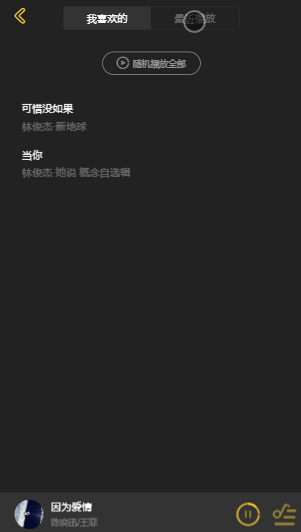 我喜欢的
最近播放
随机播放全部
可惜没如果
林俊杰·新地球
当你
林俊杰·她说 概念自选辑
因为爱情
陈奕迅/王菲